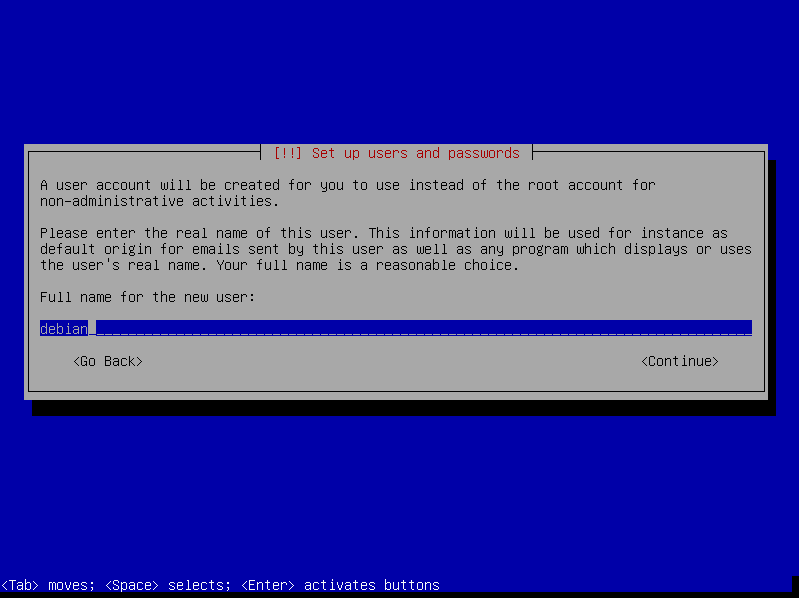 [!!] Set up users and passwords
A user account will be created for you to use instead of the root account for
non-administrative activities.
Please enter the real name of this user. This information will be used for instance as
default origin for emails sent by this user as well as any program which displays or uses
the user's real name. Your full name is a reasonable choice.
Full name for the new user:
debian
<Go Back> <Continue>
<Tab> moves; <Space> selects; <Enter> activates buttons